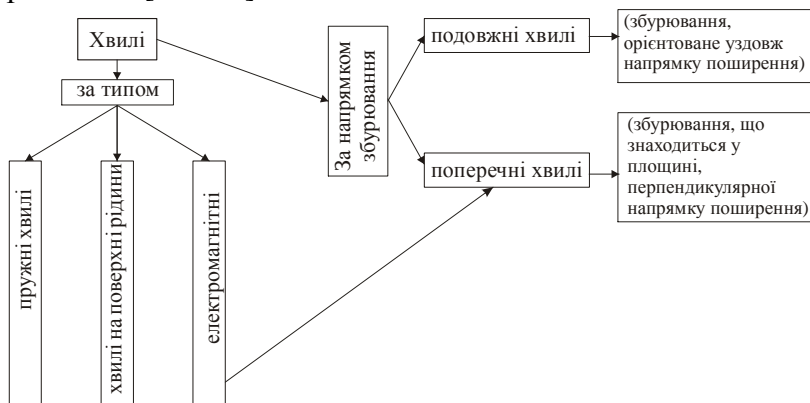 Хвилі
за типом
пружні хвилі
хвилі на поверхні рідини
електромагнітні
За напрямком
збурювання
подовжні хвилі
(збурювання,
орієнтоване уздовж
напрямку поширення)
поперечні хвилі
(збурювання, що
знаходиться у
площині,
перпендикулярної
напрямку поширення)